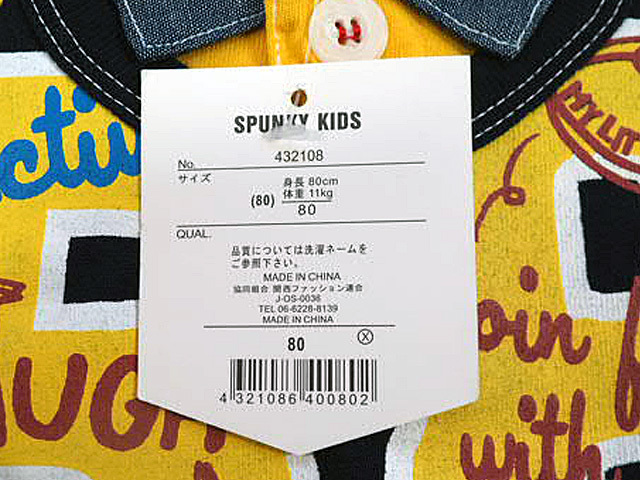 SPUNKY KIDS
No. 432108
サイズ
身長 80cm
(80) 体重 11kg
80
QUAL.
品質については洗濯ネームを
ご参照下さい。
MADE IN CHINA
協同組合 関西ファッション連合
J-OS-0036
TEL 06-6228-8139
MADE IN CHINA
80 X
4 321086 400802
MY LIT
with